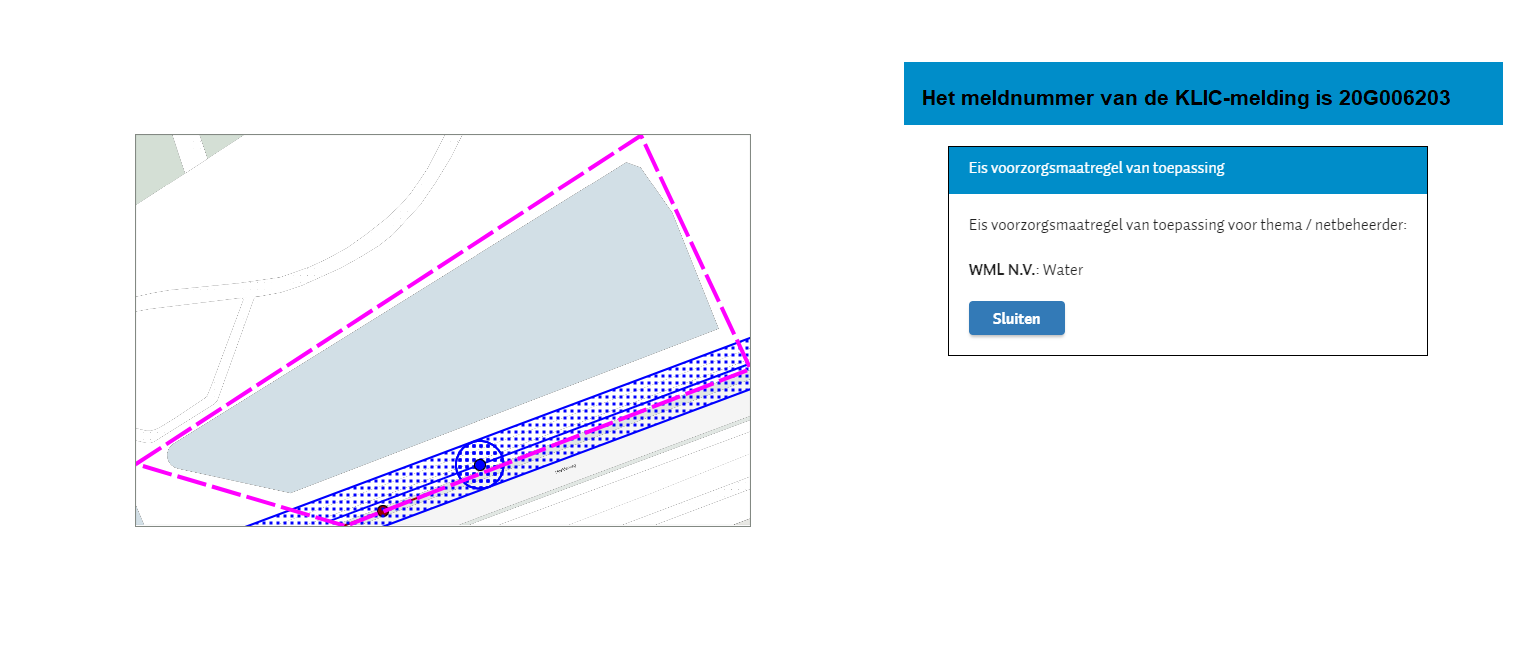 Het meldnummer van de KLIC-melding is 20G006203
Eis voorzorgsmaatregel van toepassing
Eis voorzorgsmaatregel van toepassing voor thema / netbeheerder:
WML N.V.: Water
Sluiten